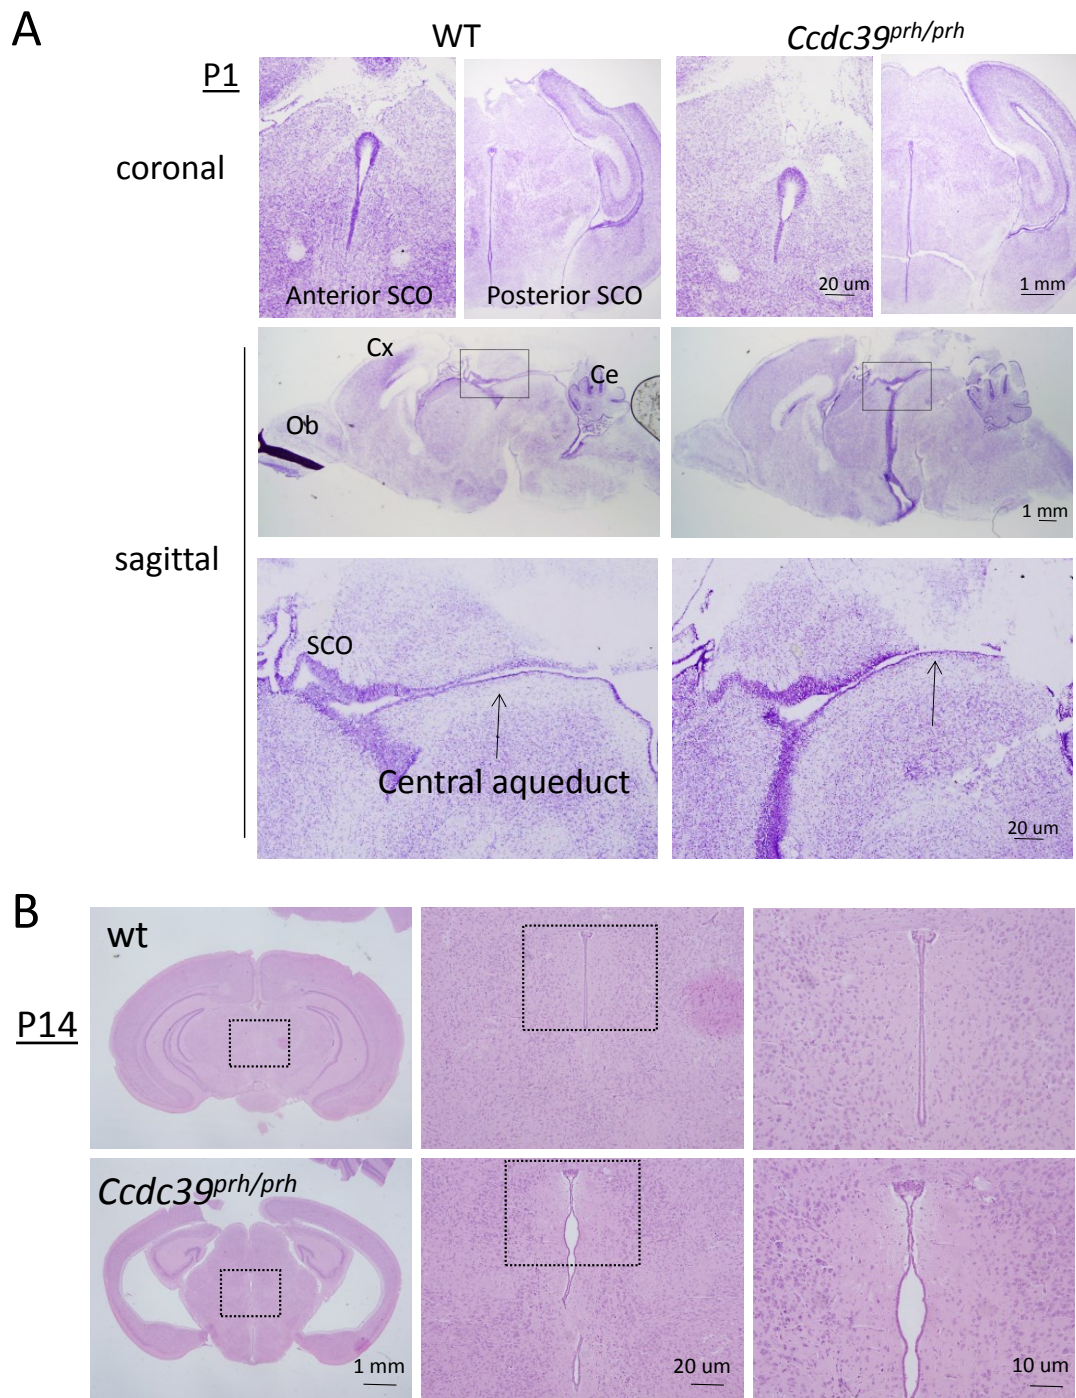 A
WT
Ccdc39prh/prh
P1
coronal
Anterior SCO
Posterior SCO
20 um
1 mm
sagittal
Cx
Ce
Ob
1 mm
SCO
Central aqueduct
20 um
B
wt
P14
Ccdc39prh/prh
1 mm
20 um
10 um